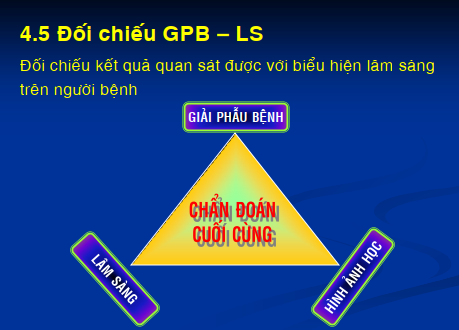 4.5 Đối chiếu GPB – LS
Đối chiếu kết quả quan sát được với biểu hiện lâm sàng
trên người bệnh
GIẢI PHẪU BỆNH
CHẨN ĐOÁN
CUỐI CÙNG
LÂM SÀNG
HÌNH ẢNH HỌC